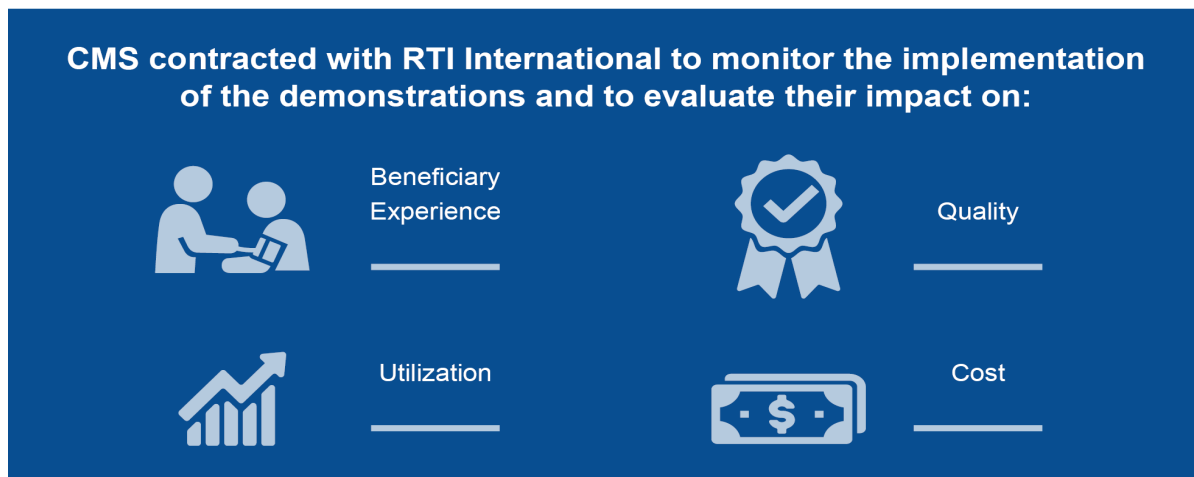 CMS contracted with RTI International to monitor the implementation
of the demonstrations and to evaluate their impact on:
Beneficiary
Experience
Quality
Utilization
Cost
$